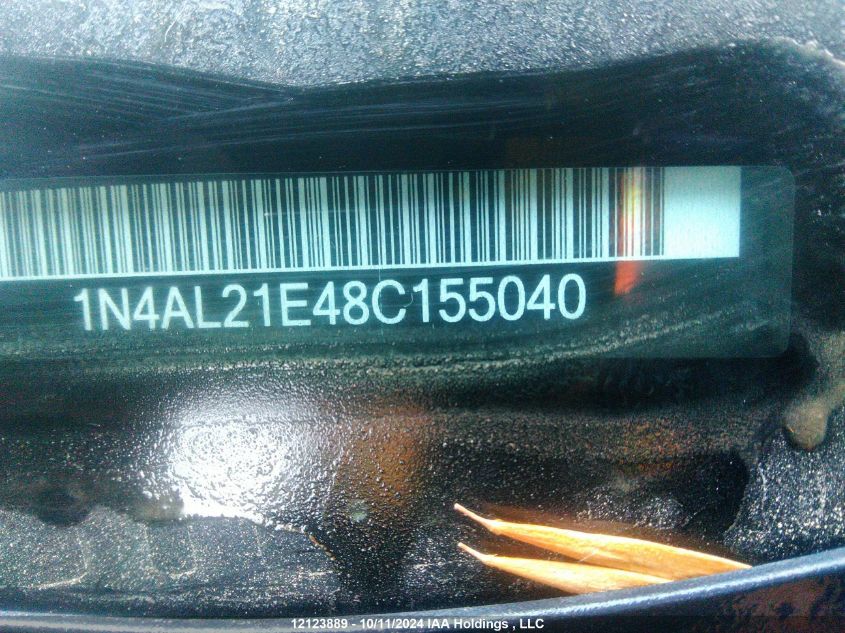 1N4AL21E48C155040
12123889 - 10/11/2024 IAA Holdings , LLC